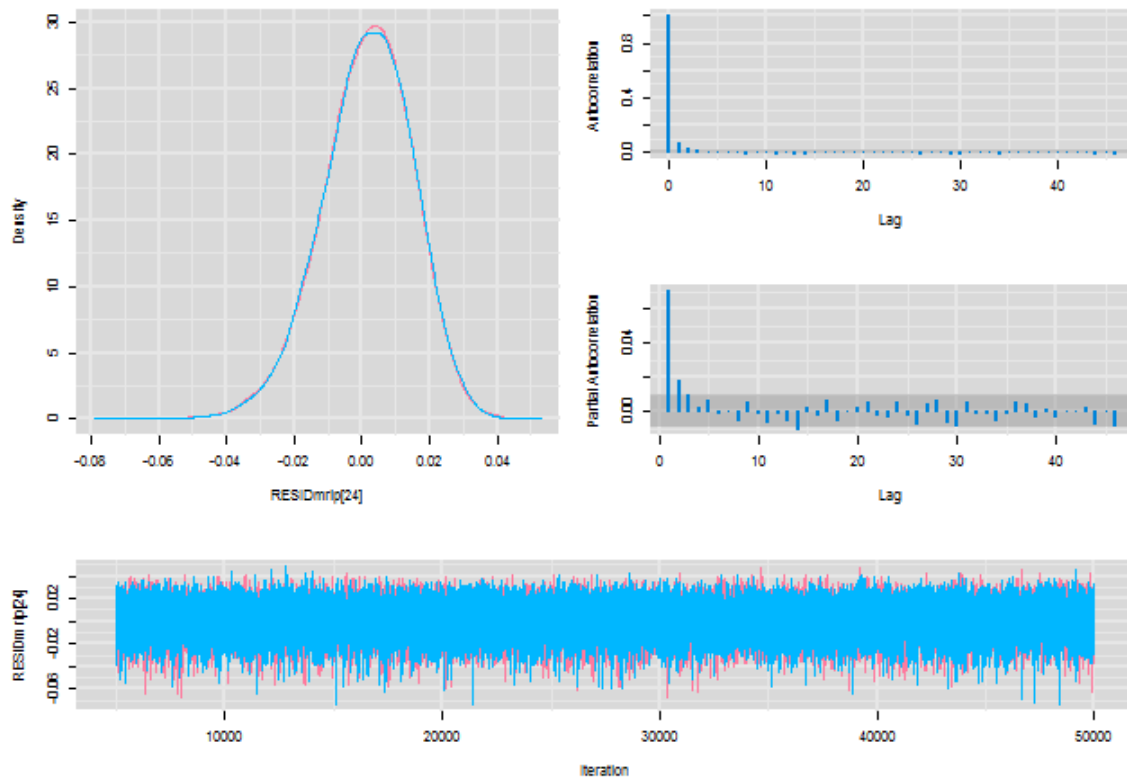 Density
30
25
20
15
10
5
0
-0.08 -0.06 -0.04 -0.02 0.00 0.02 0.04
RESIDmrip[24]
Autocorrelation
0.8
0.4
0.0
0 10 20 30 40
Lag
Partial Autocorrelation
0.04
0.00
0 10 20 30 40
Lag
RESIDmrip[24]
0.02
-0.02
-0.06
10000 20000 30000 40000 50000
Iteration